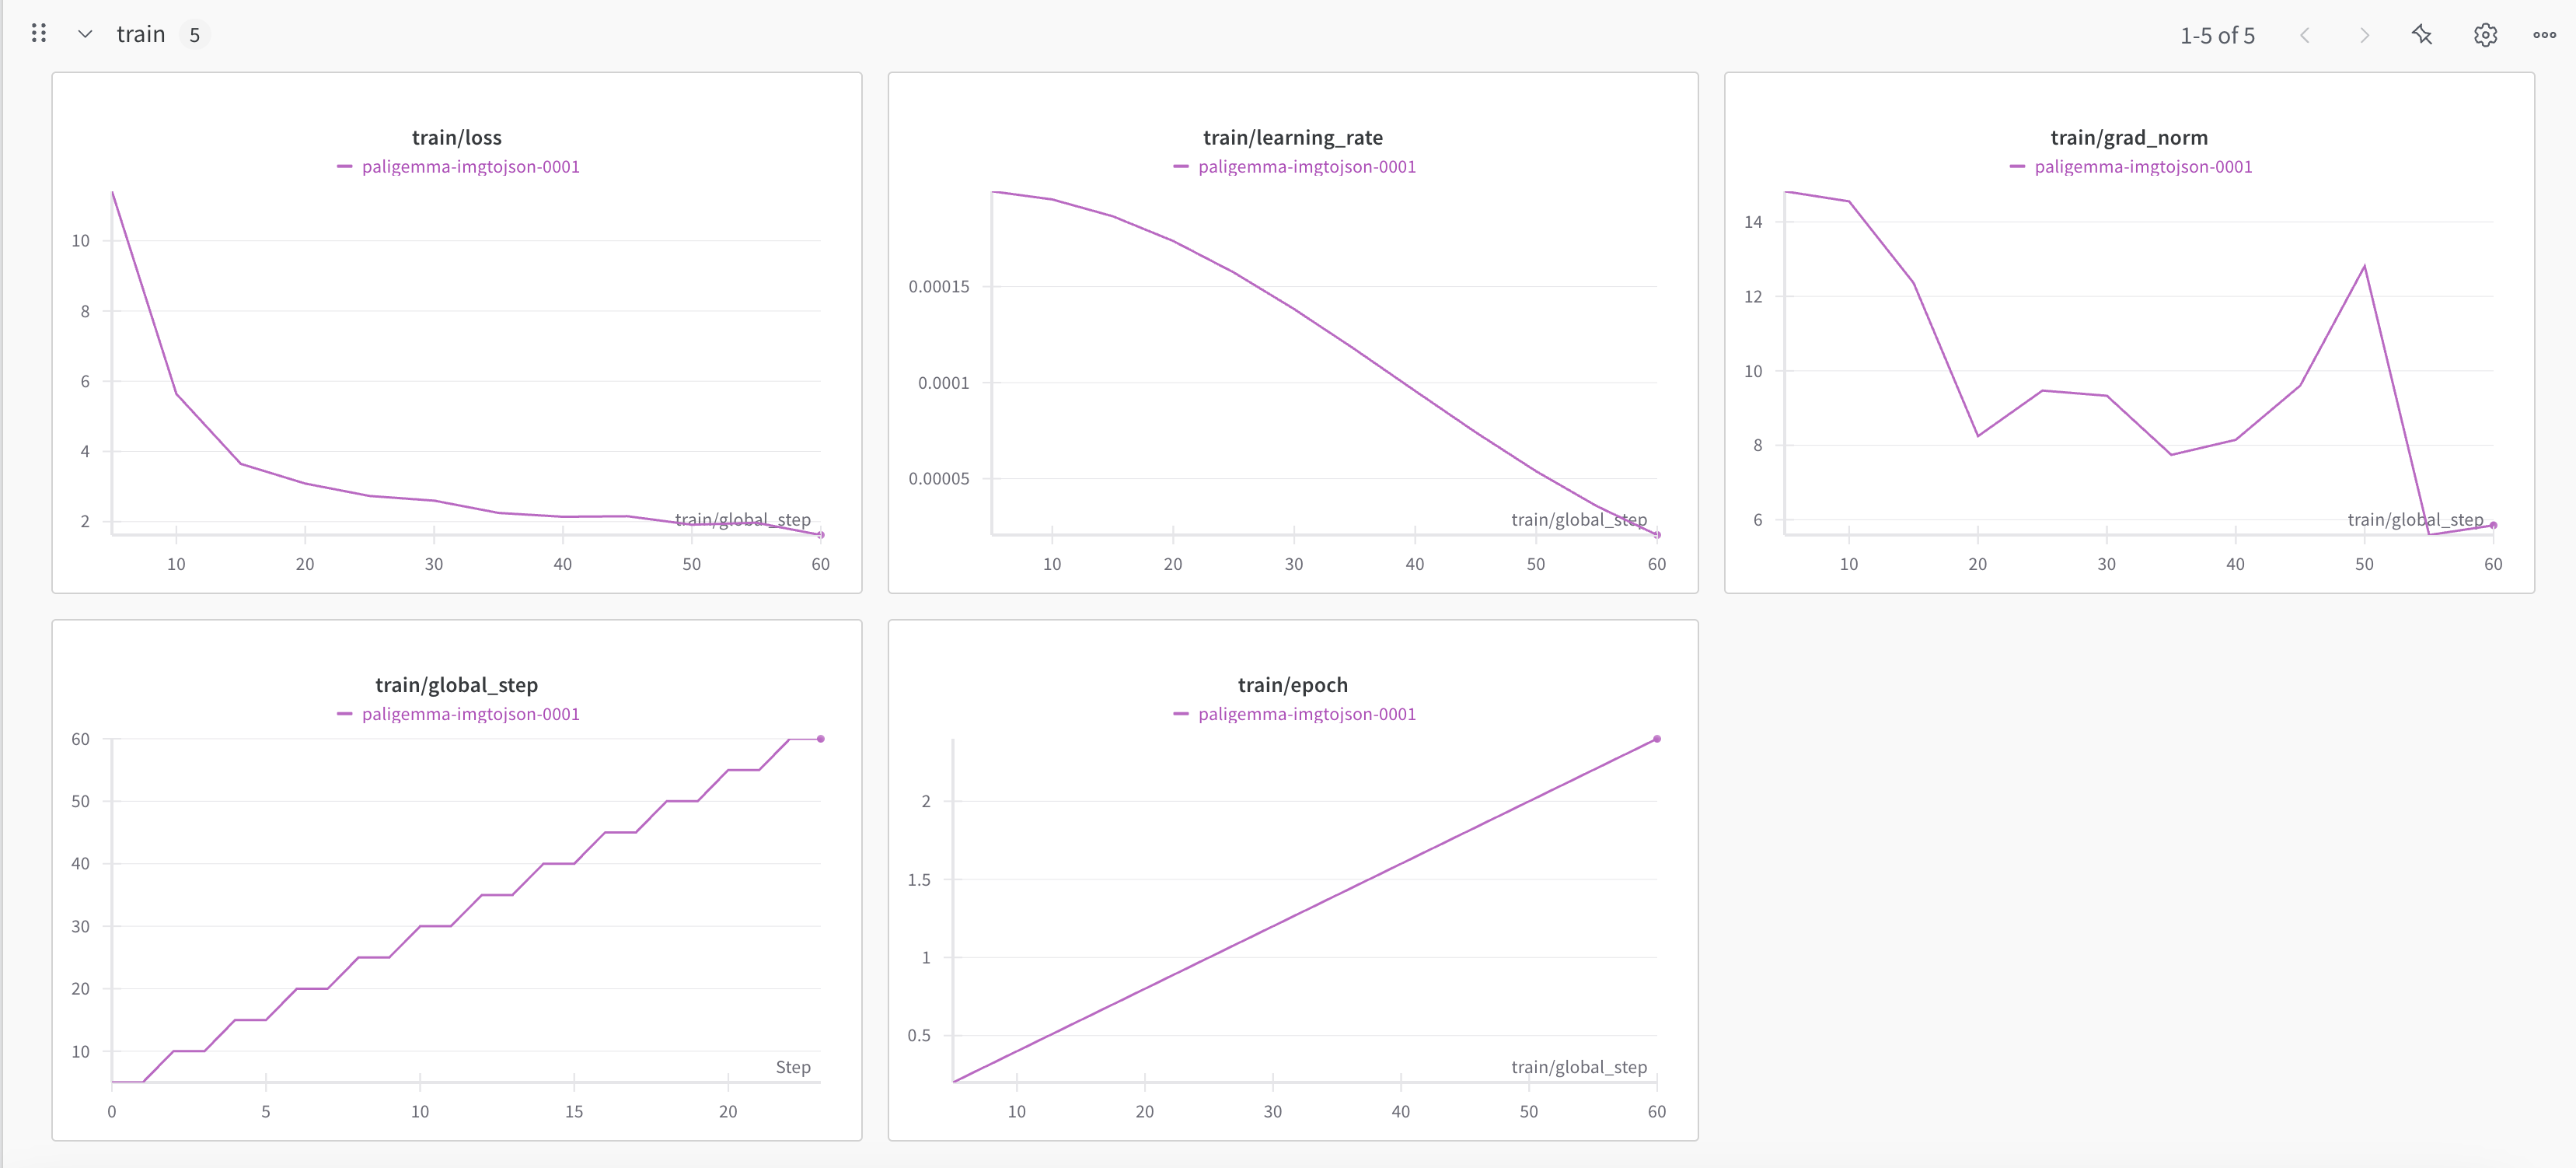 train 5
1-5 of 5
train/loss
paligemma-imgtojson-0001
10
8
6
4
2
train/global_step
10 20 30 40 50 60
train/learning_rate
paligemma-imgtojson-0001
0.00015
0.0001
0.00005
train/global_step
10 20 30 40 50 60
train/grad_norm
paligemma-imgtojson-0001
14
12
10
8
6
train/global_step
10 20 30 40 50 60
train/global_step
paligemma-imgtojson-0001
60
50
40
30
20
10
Step
0 5 10 15 20
train/epoch
paligemma-imgtojson-0001
2
1.5
1
0.5
train/global_step
10 20 30 40 50 60